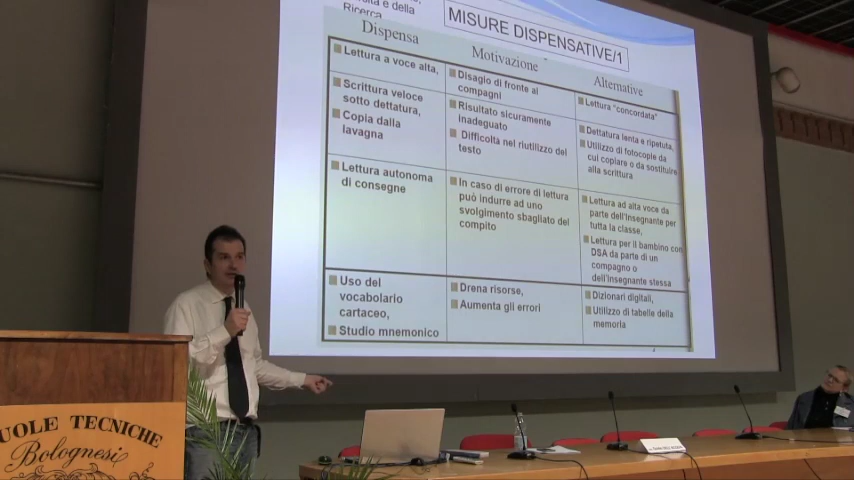 Ricerca
MISURE DISPENSATIVE/1
Dispensa
Motivazione
Alternative
Lettura a voce alta,
Disagio di fronte ai
compagni
Lettura "concordata"
Scrittura veloce
sotto dettatura,
Copia dalla
lavagna
Risultato sicuramente
inadeguato
Difficoltà nel riutilizzo del
testo
Dettatura lenta e ripetuta,
Utilizzo di fotocopie da
cui copiare o da sostituire
alla scrittura
Lettura autonoma
di consegne
In caso di errore di lettura
può indurre ad uno
svolgimento sbagliato del
compito
Lettura ad alta voce da
parte dell'insegnante per
tutta la classe,
Lettura per il bambino con
DSA da parte di un
compagno o
dell'insegnante stessa
Uso del
vocabolario
cartaceo,
Studio mnemonico
Drena risorse,
Aumenta gli errori
Dizionari digitali,
Utilizzo di tabelle della
memoria
UOLE TECNICHE
Bolognesi